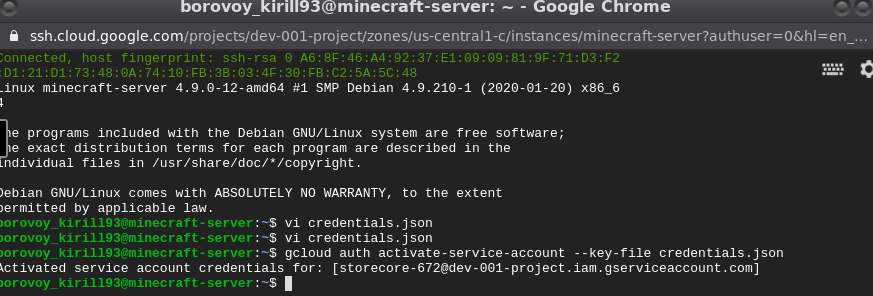 borovoy_kirill93@minecraft-server: ~ - Google Chrome
ssh.cloud.google.com/projects/dev-001-project/zones/us-central1-c/instances/minecraft-server?authuser=0&hl=en_...
Connected, host fingerprint: ssh-rsa 0 A6:8F:46:A4:92:37:E1:09:09:81:9F:71:D3:F2
:D1:21:D1:73:48:0A:74:10:FB:3B:03:4F:30:FB:C2:5A:5C:48
Linux minecraft-server 4.9.0-12-amd64 #1 SMP Debian 4.9.210-1 (2020-01-20) x86_6
4
he programs included with the Debian GNU/Linux system are free software;
he exact distribution terms for each program are described in the
individual files in /usr/share/doc/*/copyright.
Debian GNU/Linux comes with ABSOLUTELY NO WARRANTY, to the extent
permitted by applicable law.
borovoy_kirill93@minecraft-server:~$ vi credentials.json
borovoy_kirill93@minecraft-server:~$ vi credentials.json
borovoy_kirill93@minecraft-server:~$ gcloud auth activate-service-account --key-file credentials.json
Activated service account credentials for: [storecore-672@dev-001-project.iam.gserviceaccount.com]
borovoy_kirill93@minecraft-server:~$